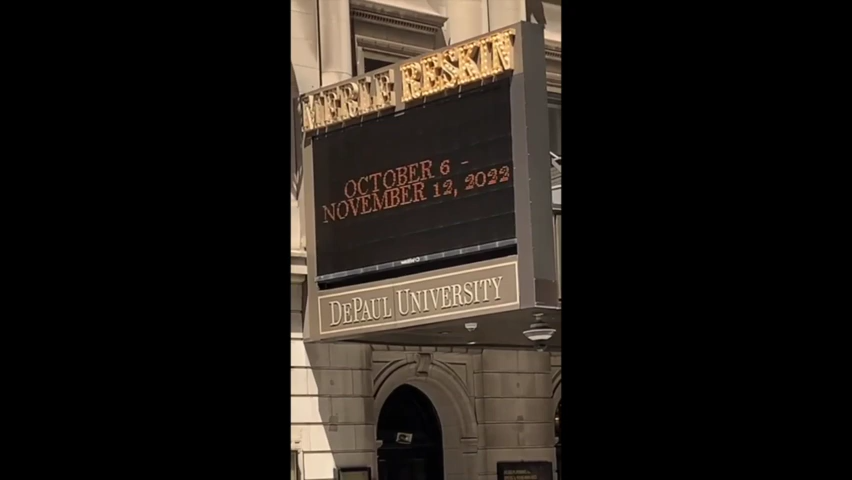 MERLE RESKIN
OCTOBER 6 -
NOVEMBER 12, 2022
DEPAUL UNIVERSITY